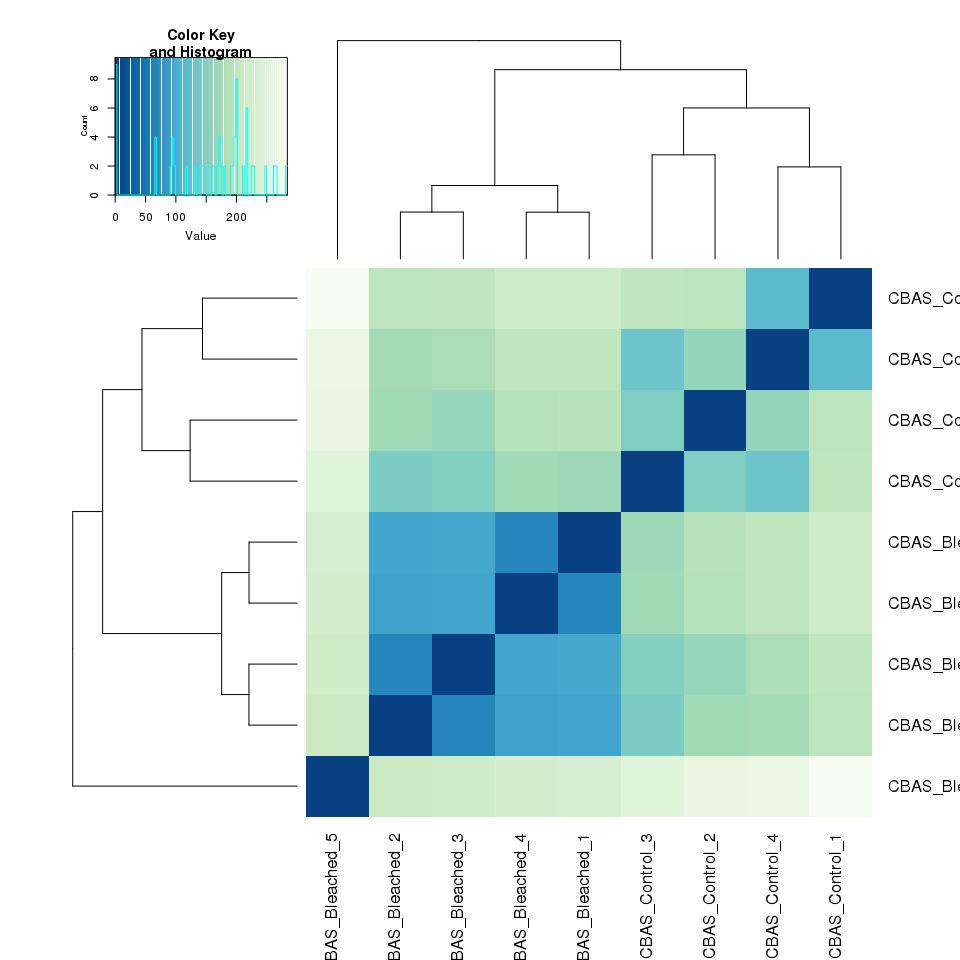 Color Key
and Histogram
Count
0 2 4 6 8
0 50 100 200
Value
CBAS_Co
CBAS_Co
CBAS_Co
CBAS_Co
CBAS_Ble
CBAS_Ble
CBAS_Ble
CBAS_Ble
CBAS_Ble
BAS_Bleached_5
BAS_Bleached_2
BAS_Bleached_3
BAS_Bleached_4
BAS_Bleached_1
CBAS_Control_3
CBAS_Control_2
CBAS_Control_4
CBAS_Control_1